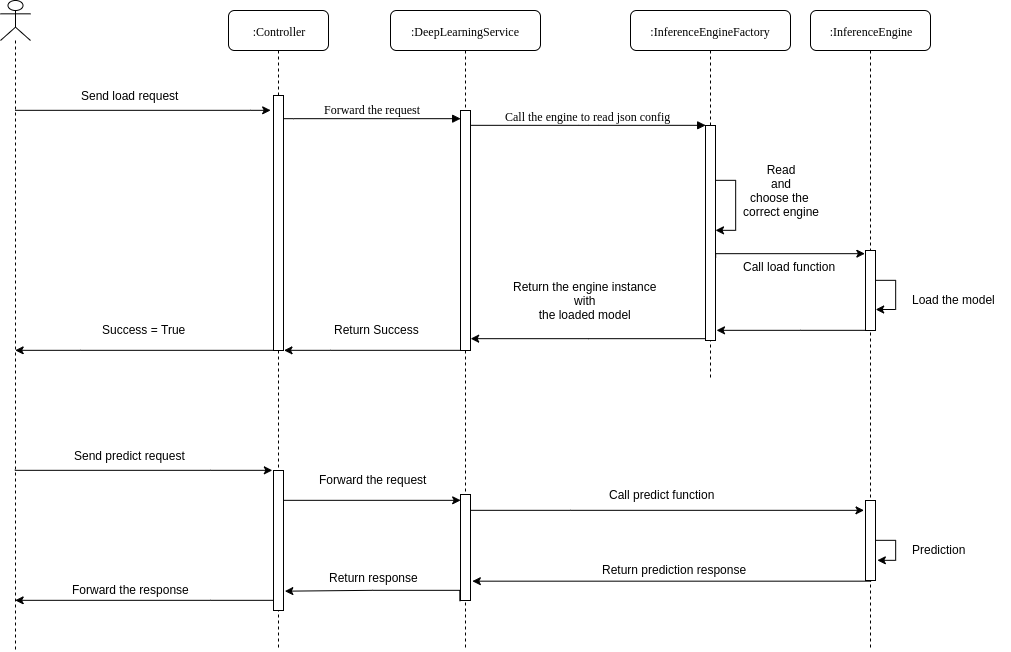 :Controller
:DeepLearningService
:InferenceEngineFactory
:InferenceEngine
Send load request
Forward the request
Call the engine to read json config
Read
and
choose the
correct engine
Call load function
Load the model
Return the engine instance
with
the loaded model
Return Success
Success = True
Send predict request
Forward the request
Call predict function
Prediction
Return prediction response
Return response
Forward the response